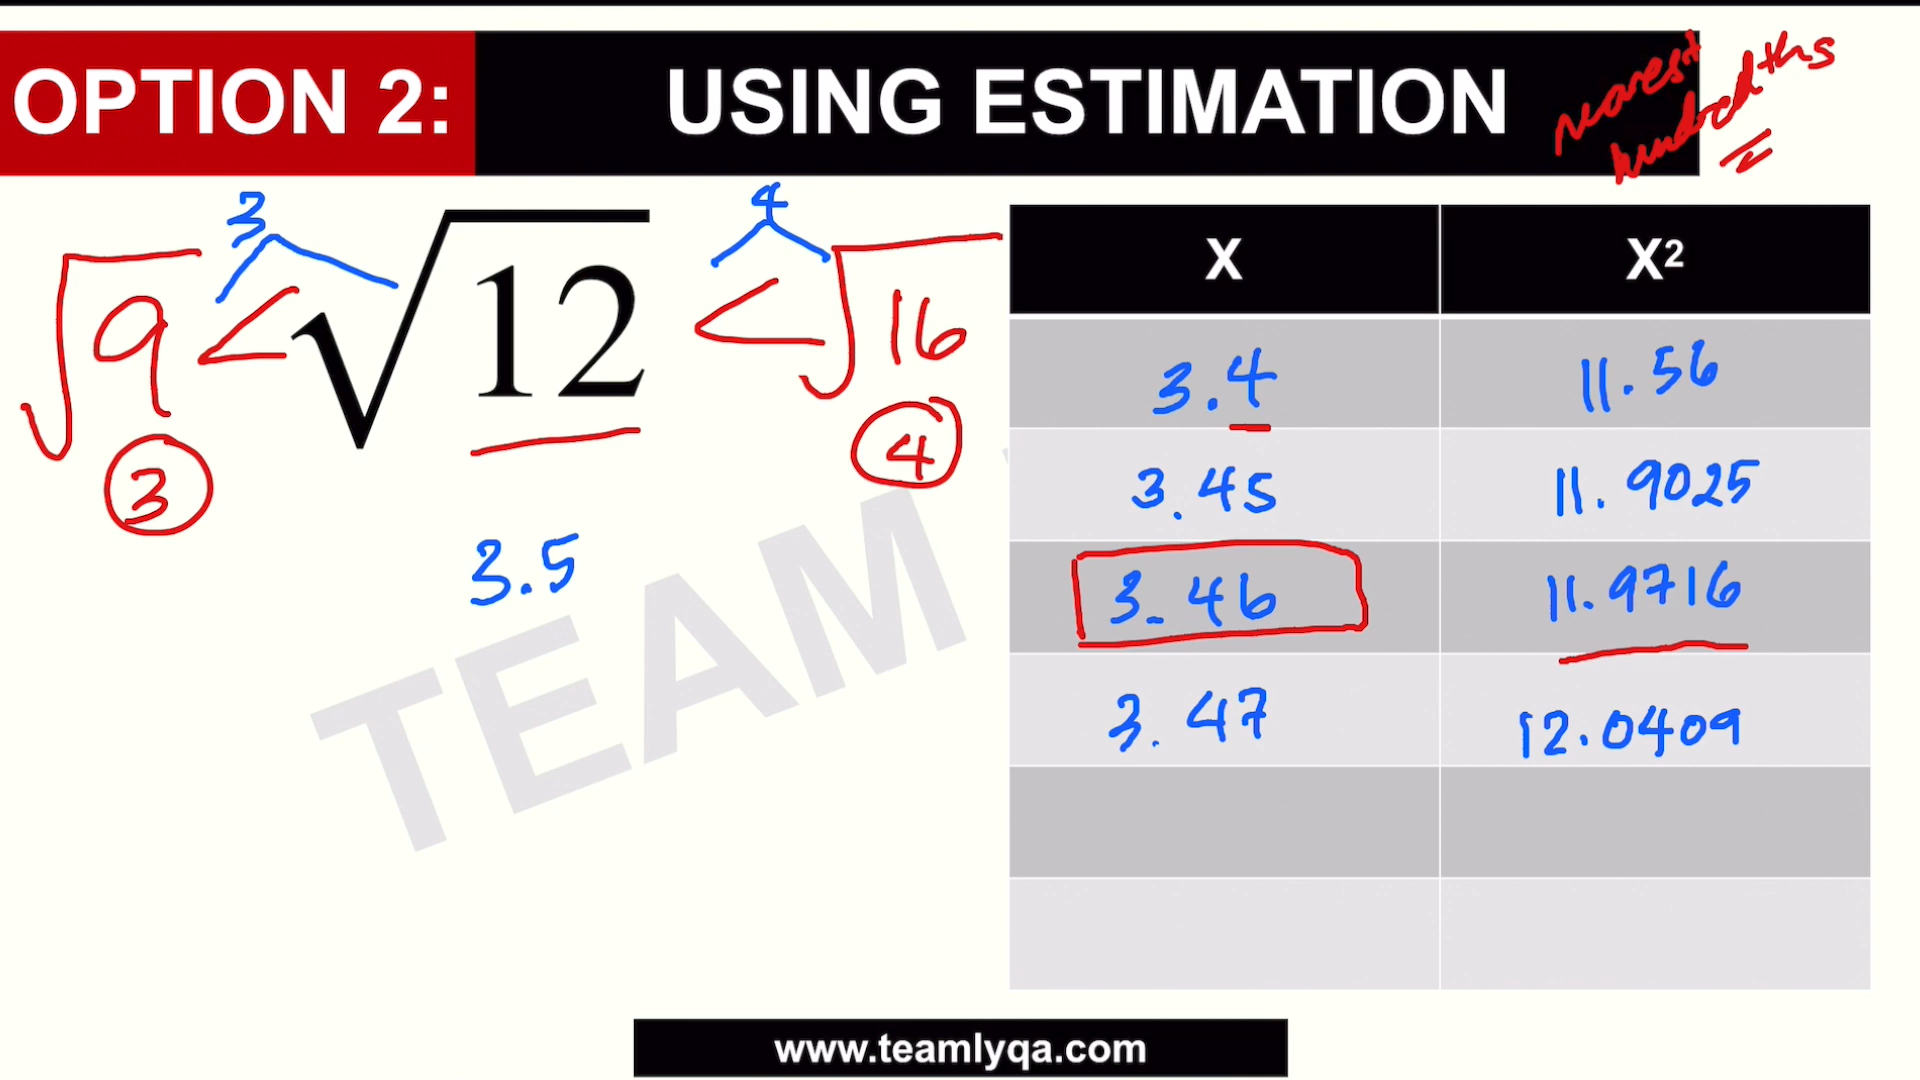 OPTION 2: USING ESTIMATION
nearest
hundredths
3 4
√9 < √12 < √16
3 4
3.5
X X²
3.4 11.56
3.45 11.9025
3.46 11.9716
3.47 12.0409
TEAM
www.teamlyqa.com